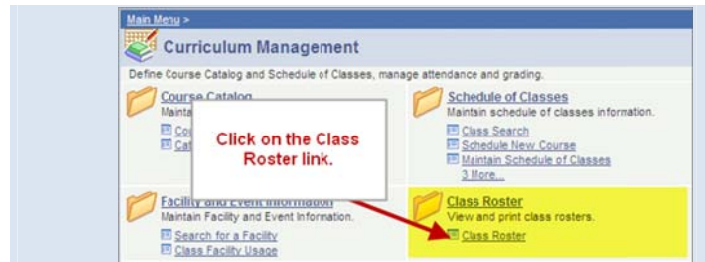 Main Menu >
Curriculum Management
Define Course Catalog and Schedule of Classes, manage attendance and grading.
Course Catalog
Mainta
Cou
Cat
Schedule of Classes
Maintain schedule of classes information.
Class Search
Schedule New Course
Maintain Schedule of Classes
3 More...
Click on the Class
Roster link.
Facility and Event Information
Maintain Facility and Event Information.
Search for a Facility
Class Facility Usage
Class Roster
View and print class rosters.
Class Roster